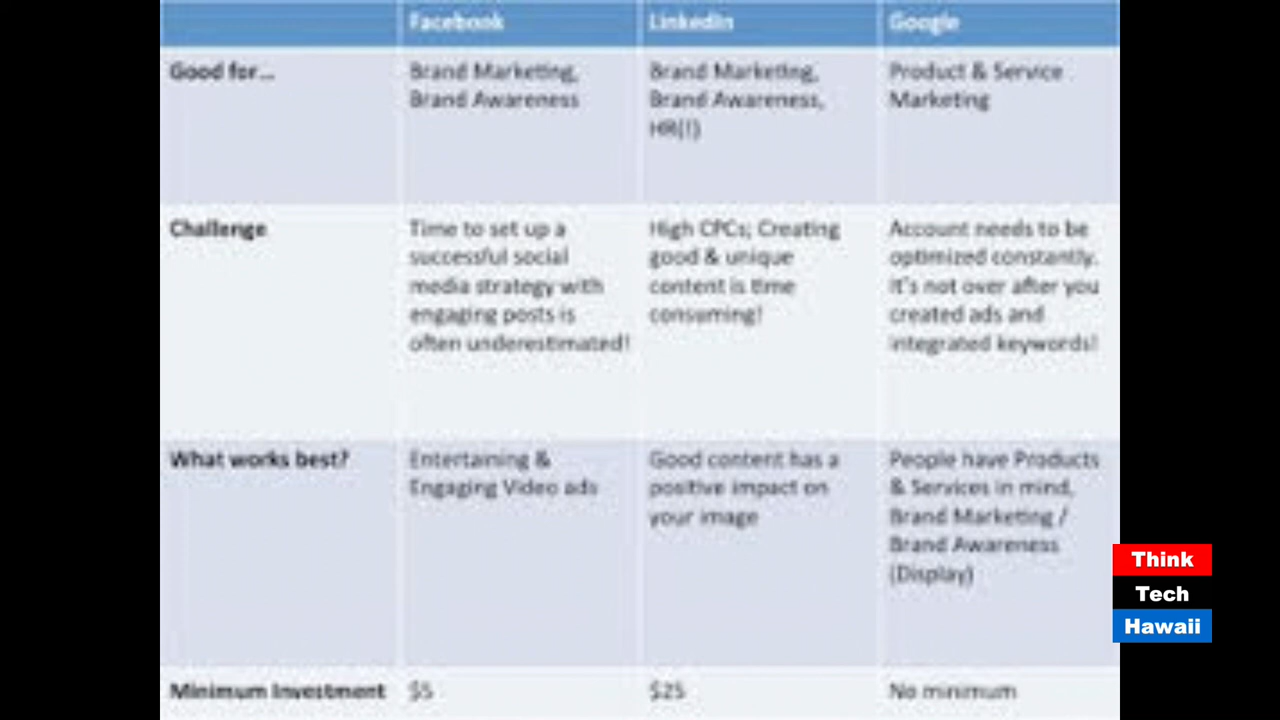 Facebook
LinkedIn
Google
Good for...
Brand Marketing,
Brand Awareness
Brand Marketing,
Brand Awareness,
HR(!)
Product & Service
Marketing
Challenge
Time to set up a
successful social
media strategy with
engaging posts is
often underestimated!
High CPCs; Creating
good & unique
content is time
consuming!
Account needs to be
optimized constantly.
It's not over after you
created ads and
integrated keywords!
What works best?
Entertaining &
Engaging Video ads
Good content has a
positive impact on
your image
People have Products
& Services in mind,
Brand Marketing /
Brand Awareness
(Display)
Minimum Investment
$5
$25
No minimum
Think
Tech
Hawaii